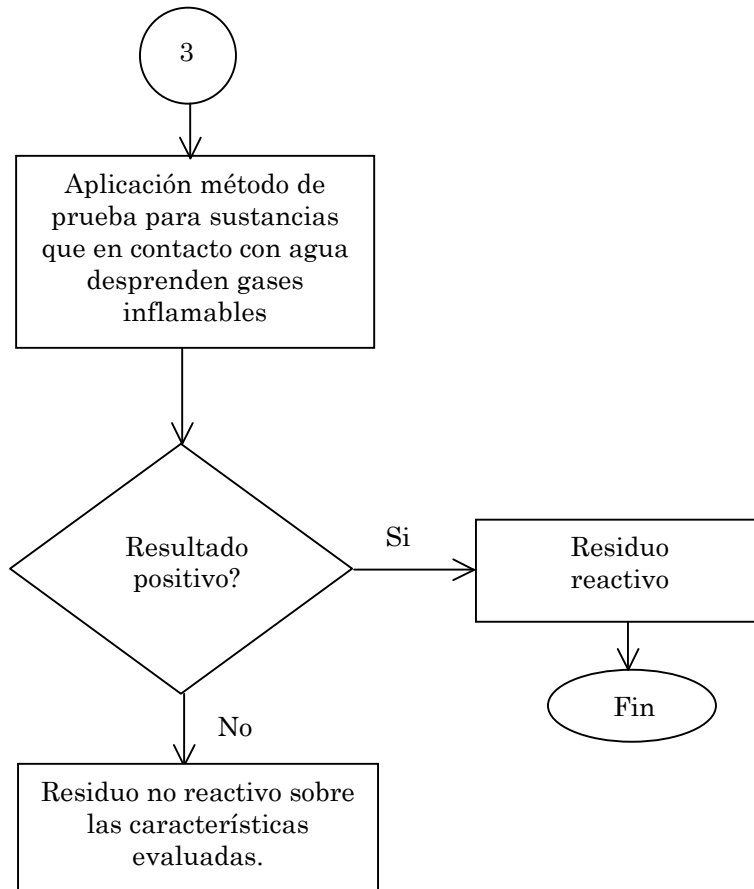 3
Aplicación método de
prueba para sustancias
que en contacto con agua
desprenden gases
inflamables
Resultado
positivo?
Si
Residuo
reactivo
Fin
No
Residuo no reactivo sobre
las características
evaluadas.